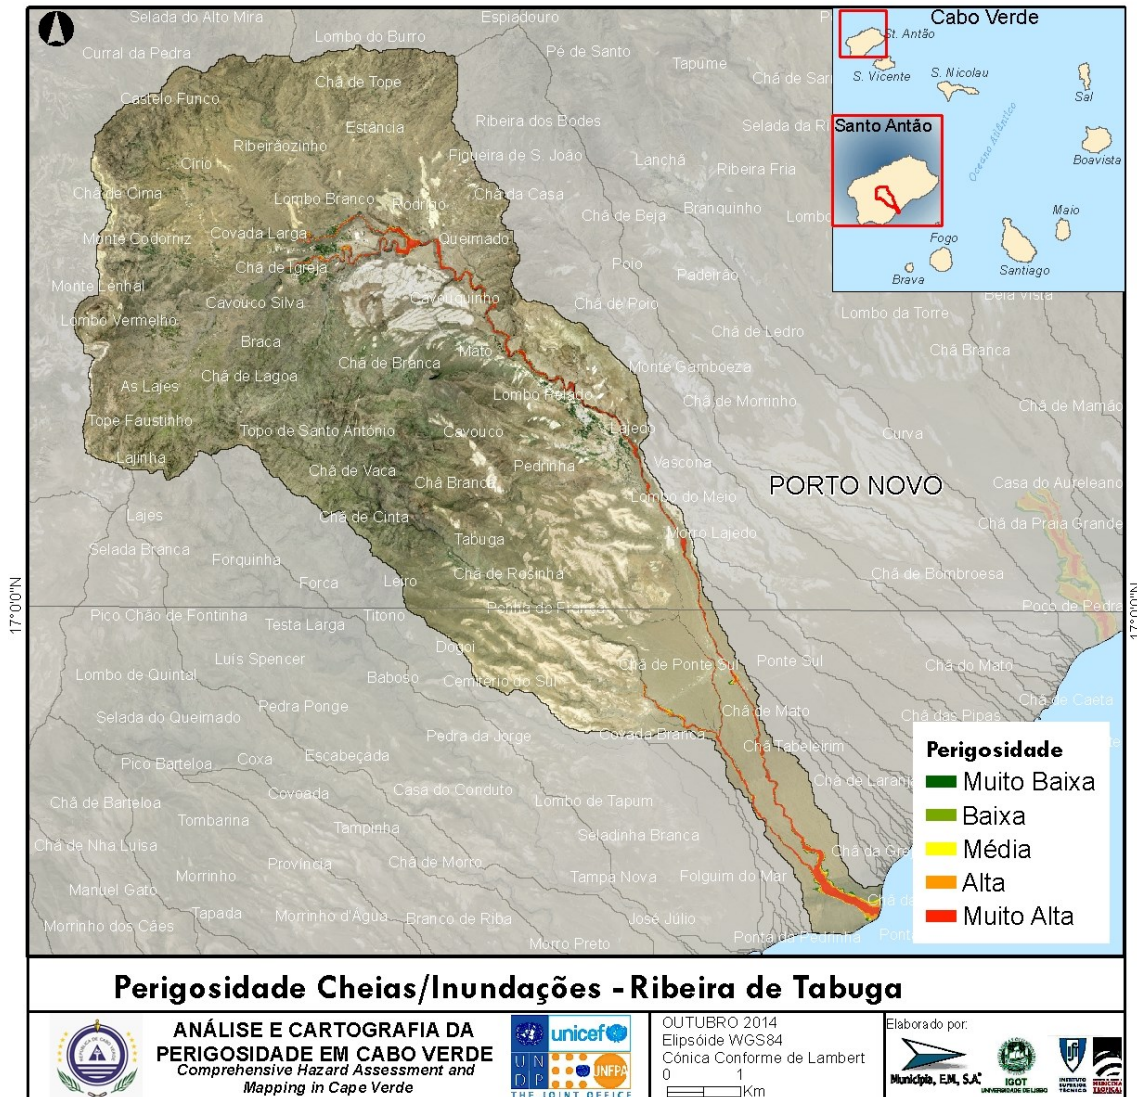 Selada do Alto Mira
Espiadouro
Lombo do Burro
Curral da Pedra
Pé de Santo
Tapume
Chã de Tope
Castelo Funco
Estância
Ribeira dos Bodes
Ribeirãozinho
Figueira de S. João
Lanchã
Cirio
Ribeira Fria
Chã de Cima
Lombo Branco
Rodrigo
Chã da Casa
Chã de Beja
Branquinho
Monte Codorniz
Covada Larga
Queimado
Chã de Igreja
Poio
Padeirão
Monte Lenhal
Cavouco Silva
Cavouquinho
Chã de Poio
Bela Vista
Lombo Vermelho
Lombo da Torre
Braca
Mato
Chã de Ledro
Chã Branca
Chã de Branca
Monte Gamboeza
As Lajes
Chã de Lagoa
Lombo Pelado
Chã de Morrinho
Chã de Mamão
Tope Faustinho
Topo de Santo António
Cavouco
Lajedo
Curva
Lajinha
Chã de Vaca
Pedrinha
Vascona
Chã Branca
PORTO NOVO
Casa do Aureleano
Lombo do Meio
Lajes
Chã de Cinta
Chã da Praia Grande
Selada Branca
Forquinha
Tabuga
Morro Lajedo
Forca
Leiro
Chã de Rosinha
Chã de Bombroesa
Pico Chão de Fontinha
Titono
Poço de Pedra
Testa Larga
Luís Spencer
Dogoi
Chã de Ponte Sul
Ponte Sul
Chã do Mato
Lombo de Quintal
Baboso
Cemitério do Sul
Chã de Caeta
Selada do Queimado
Pedra Ponge
Chã de Mato
Chã das Pipas
Pedra da Jorge
Covada Branca
Chã Tabeleirim
Pico Barteloa
Coxa
Escabeçada
Chã de Barteloa
Coveada
Casa do Conduto
Lombo de Tapum
Tombarina
Tampinha
Seladinha Branca
Chã de Nha Luisa
Província
Chã de Morro
Morrinho
Tampa Nova
Folguim do Mar
Manuel Gato
Tapada
Morrinho d'Agua
Branco de Riba
José Júlio
Morrinho dos Cães
Morro Preto
Ponta da Pedrinha
17°0'0"N
17°0'0"N
Cabo Verde
St. Antão
S. Vicente
S. Nicolau
Sal
Boavista
Oceano Atlântico
Santo Antão
Maio
Fogo
Santiago
Brava
Perigosidade
Muito Baixa
Baixa
Média
Alta
Muito Alta
Perigosidade Cheias/Inundações - Ribeira de Tabuga
ANÁLISE E CARTOGRAFIA DA
PERIGOSIDADE EM CABO VERDE
Comprehensive Hazard Assessment and
Mapping in Cape Verde
unicef
UNDP
UNFPA
THE JOINT OFFICE
OUTUBRO 2014
Elipsóide WGS84
Cónica Conforme de Lambert
0 1
Km
Elaborado por:
Municípia, E.M, S.A.
IGOT
UNIVERSIDADE DE LISBOA
INSTITUTO
SUPERIOR
TÉCNICO